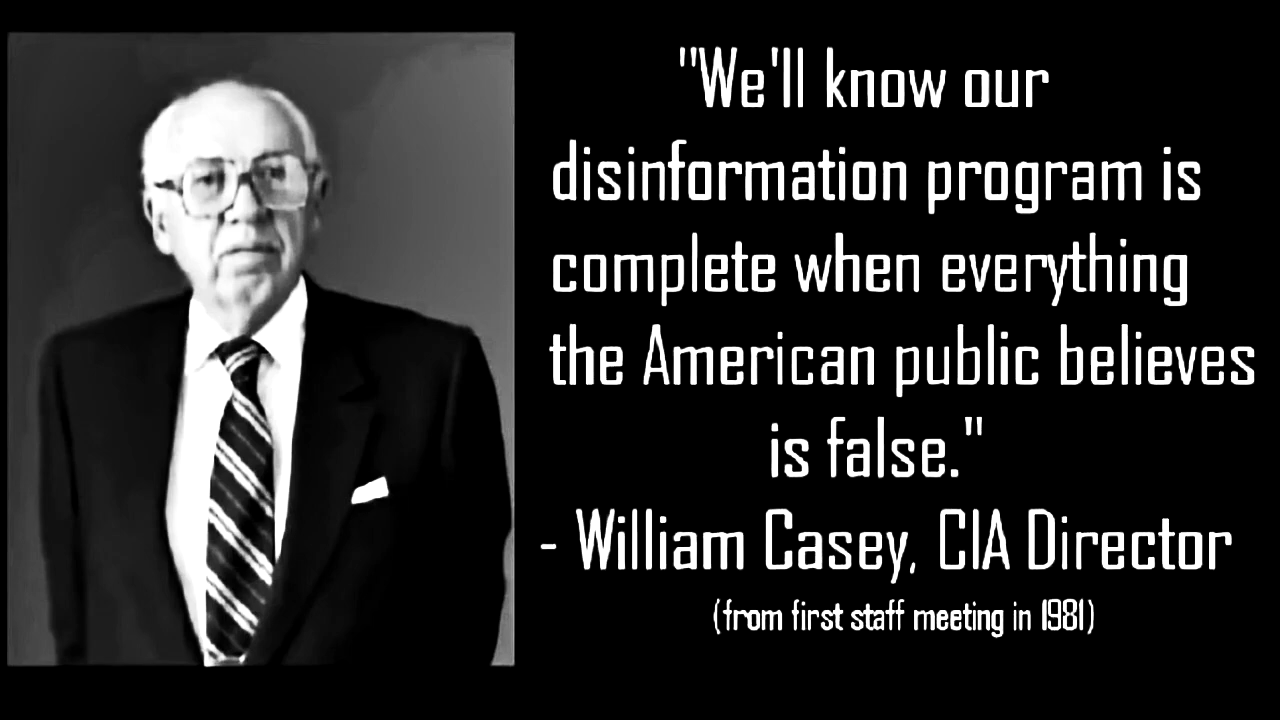 "We'll know our
disinformation program is
complete when everything
the American public believes
is false."
- William Casey, CIA Director
(from first staff meeting in 1981)